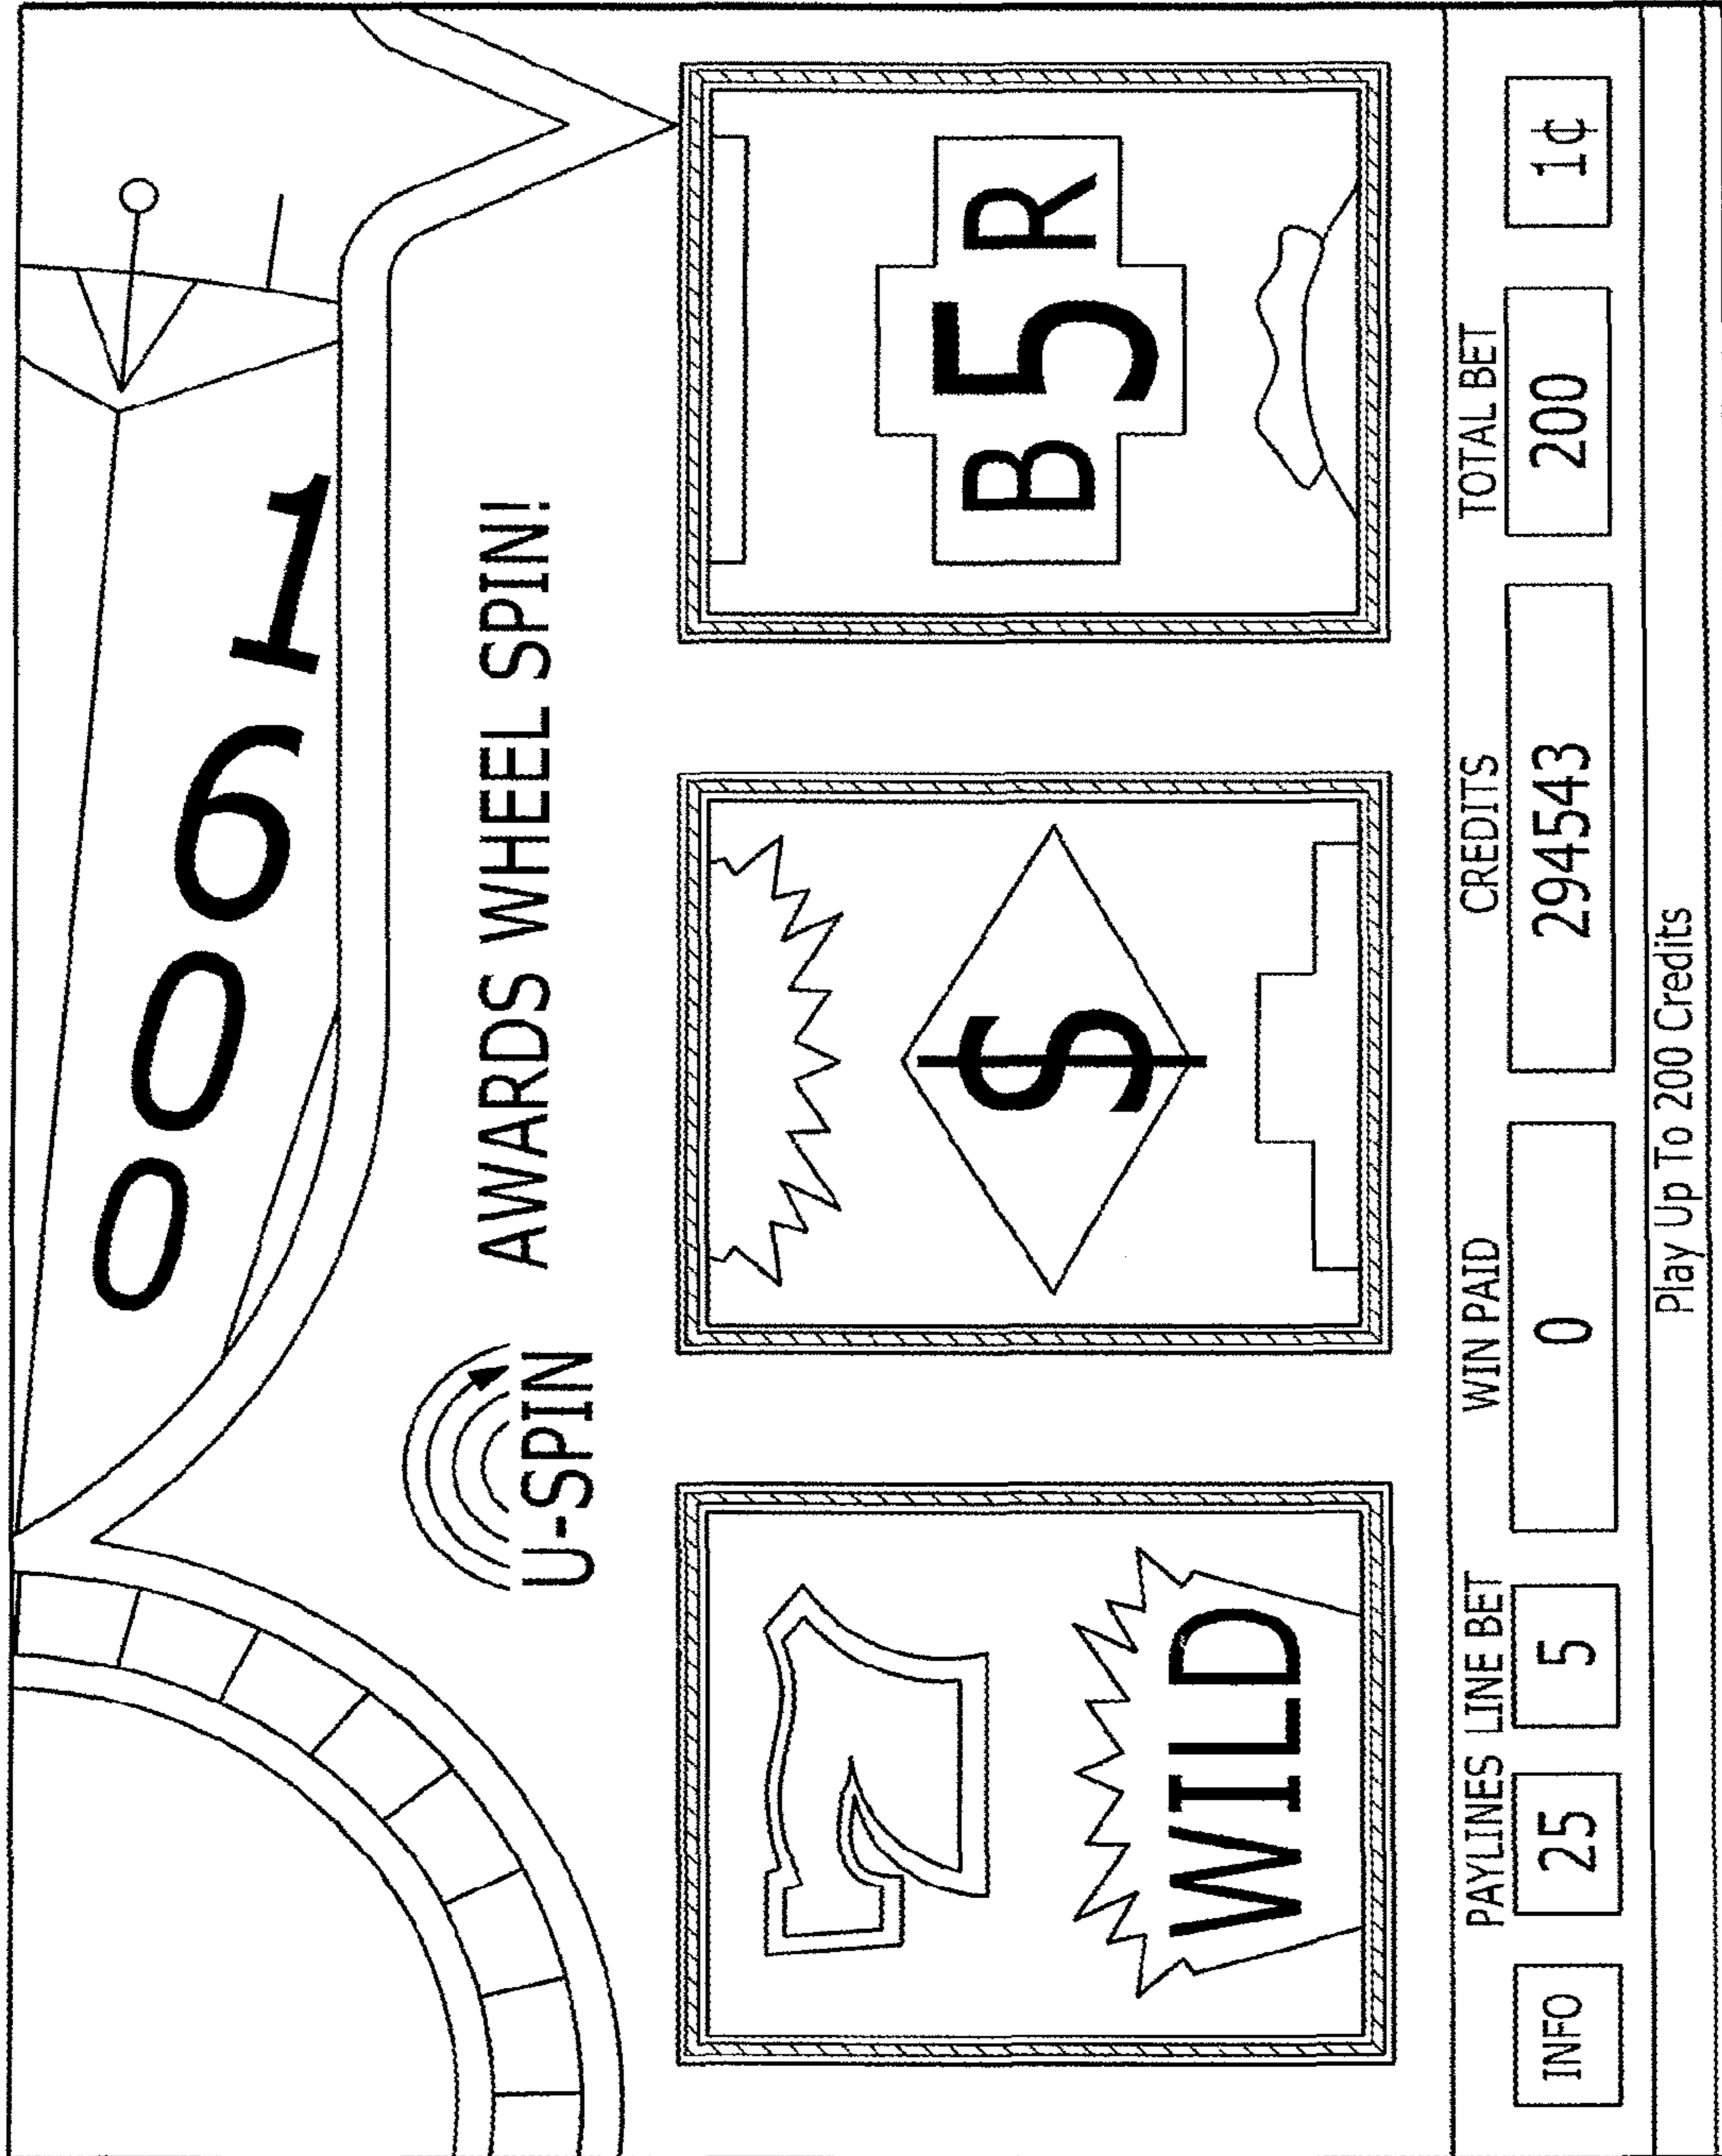 1600
U-SPIN AWARDS WHEEL SPIN!
WILD
$
B5R
PAYLINES LINE BET WIN PAID CREDITS TOTAL BET
INFO 25 5 0 294543 200 1¢
Play Up To 200 Credits